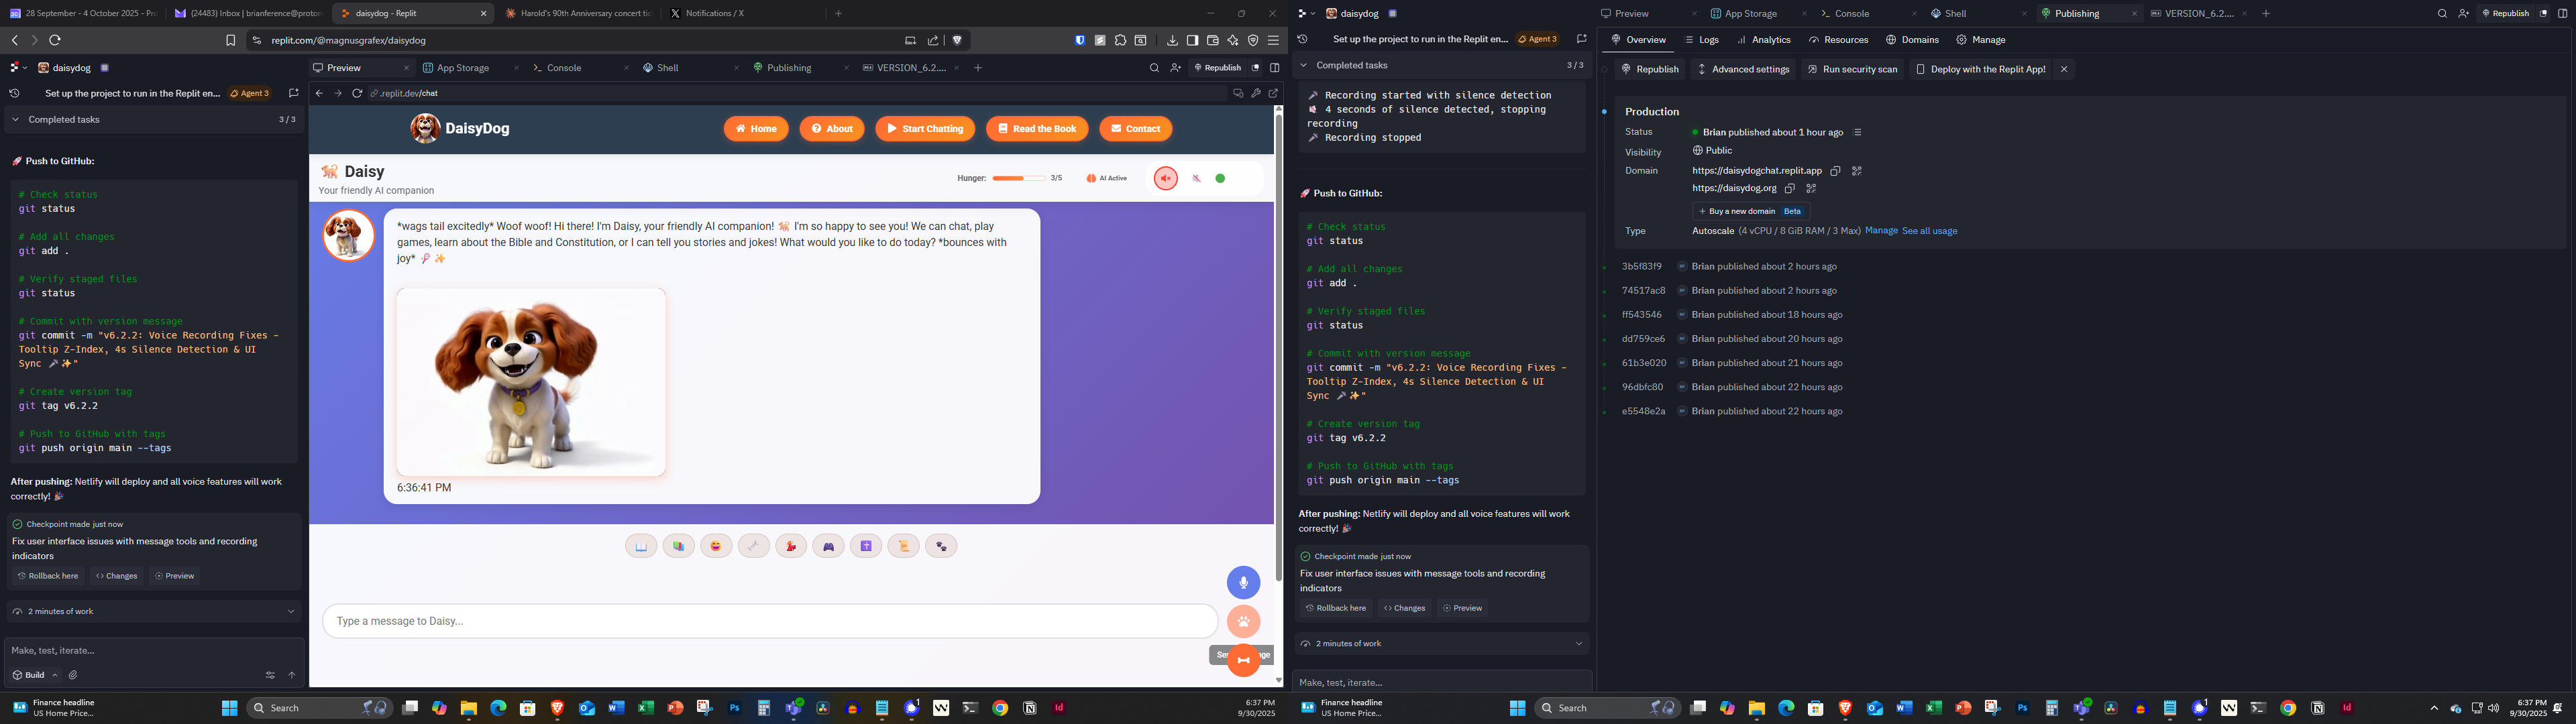 28 September - 4 October 2025 - Pr
(24483) Inbox | brianference@proton
daisydog - Replit
Harold's 90th Anniversary concert tic
Notifications / X
replit.com/@magnusgrafex/daisydog
daisydog
Preview
App Storage
Console
Shell
Publishing
VERSION_6.2....
Republish
Set up the project to run in the Replit en...
Agent 3
.replit.dev/chat
Completed tasks
3 / 3
🚀 Push to GitHub:
# Check status
git status
# Add all changes
git add .
# Verify staged files
git status
# Commit with version message
git commit -m "v6.2.2: Voice Recording Fixes -
Tooltip Z-Index, 4s Silence Detection & UI
Sync 🎤✨"
# Create version tag
git tag v6.2.2
# Push to GitHub with tags
git push origin main --tags
After pushing: Netlify will deploy and all voice features will work
correctly! 🎉
Checkpoint made just now
Fix user interface issues with message tools and recording
indicators
Rollback here
Changes
Preview
2 minutes of work
Make, test, iterate...
Build
DaisyDog
Home
About
Start Chatting
Read the Book
Contact
🐕 Daisy
Your friendly AI companion
Hunger:
3/5
AI Active
*wags tail excitedly* Woof woof! Hi there! I'm Daisy, your friendly AI companion! 🐕 I'm so happy to see you! We can chat, play
games, learn about the Bible and Constitution, or I can tell you stories and jokes! What would you like to do today? *bounces with
joy* 🎾 ✨
6:36:41 PM
Type a message to Daisy...
Finance headline
US Home Price...
Search
6:37 PM
9/30/2025
daisydog
Preview
App Storage
Console
Shell
Publishing
VERSION_6.2....
Republish
Set up the project to run in the Replit en...
Agent 3
Overview
Logs
Analytics
Resources
Domains
Manage
Completed tasks
3 / 3
Republish
Advanced settings
Run security scan
Deploy with the Replit App!
🎤 Recording started with silence detection
🔇 4 seconds of silence detected, stopping
recording
🎤 Recording stopped
🚀 Push to GitHub:
# Check status
git status
# Add all changes
git add .
# Verify staged files
git status
# Commit with version message
git commit -m "v6.2.2: Voice Recording Fixes -
Tooltip Z-Index, 4s Silence Detection & UI
Sync 🎤✨"
# Create version tag
git tag v6.2.2
# Push to GitHub with tags
git push origin main --tags
After pushing: Netlify will deploy and all voice features will work
correctly! 🎉
Checkpoint made just now
Fix user interface issues with message tools and recording
indicators
Rollback here
Changes
Preview
2 minutes of work
Make, test, iterate...
Production
Status
Brian published about 1 hour ago
Visibility
Public
Domain
https://daisydogchat.replit.app
https://daisydog.org
+ Buy a new domain Beta
Type
Autoscale (4 vCPU / 8 GiB RAM / 3 Max) Manage See all usage
3b5f83f9 Brian published about 2 hours ago
74517ac8 Brian published about 2 hours ago
ff543546 Brian published about 18 hours ago
dd759ce6 Brian published about 20 hours ago
61b3e020 Brian published about 21 hours ago
96dbfc80 Brian published about 22 hours ago
e5548e2a Brian published about 22 hours ago
Finance headline
US Home Price...
Search
6:37 PM
9/30/2025